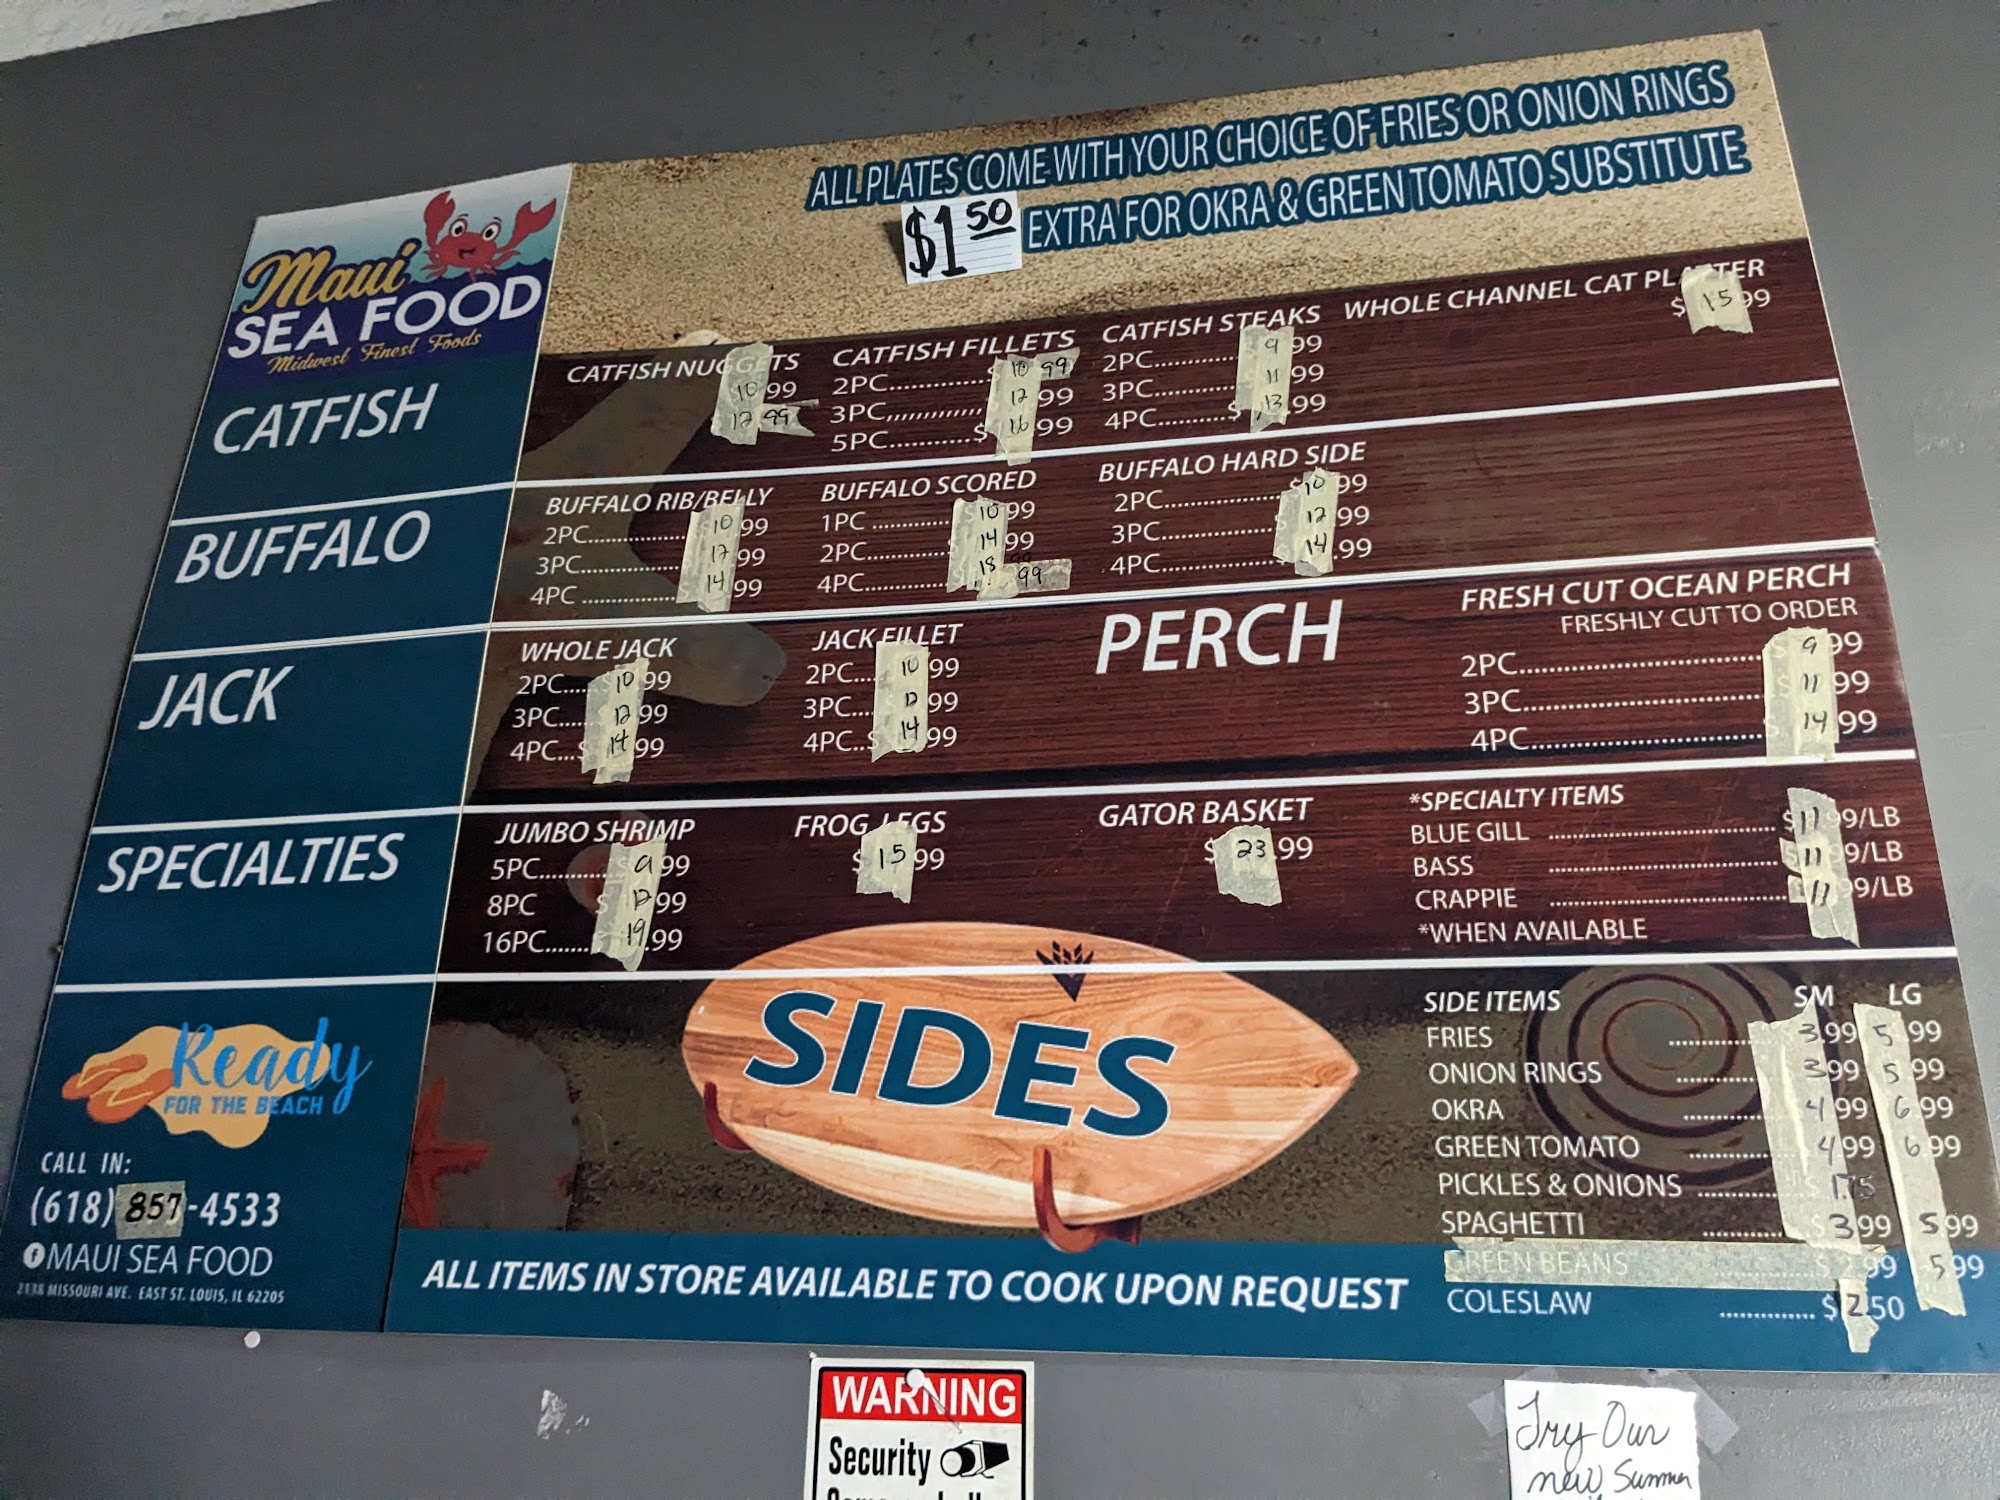 ALL PLATES COME WITH YOUR CHOICE OF FRIES OR ONION RINGS
$1.50 EXTRA FOR OKRA & GREEN TOMATO SUBSTITUTE
Maui
SEA FOOD
Midwest Finest Foods
CATFISH
CATFISH NUGGETS
10.99
12.99
CATFISH FILLETS
2PC..............$10.99
3PC,,,,,,,,,,,,,12.99
5PC...........$16.99
CATFISH STEAKS
2PC............9.99
3PC............11.99
4PC..........$13.99
WHOLE CHANNEL CAT PLATTER
$15.99
BUFFALO
BUFFALO RIB/BELLY
2PC................10.99
3PC................12.99
4PC ...............$14.99
BUFFALO SCORED
1PC ............10.99
2PC.............14.99
4PC.............18.99
BUFFALO HARD SIDE
2PC.................$10.99
3PC.................12.99
4PC.................14.99
JACK
WHOLE JACK
2PC.....$10.99
3PC.....12.99
4PC...$14.99
JACK FILLET
2PC....10.99
3PC....12.99
4PC..$14.99
PERCH
FRESH CUT OCEAN PERCH
FRESHLY CUT TO ORDER
2PC...............................9.99
3PC...............................$11.99
4PC...............................$14.99
SPECIALTIES
JUMBO SHRIMP
5PC...........$9.99
8PC $12.99
16PC.......$19.99
FROG LEGS
$15.99
GATOR BASKET
$23.99
*SPECIALTY ITEMS
BLUE GILL ............................$11.99/LB
BASS ............................$11.99/LB
CRAPPIE ............................11.99/LB
*WHEN AVAILABLE
SIDES
SIDE ITEMS SM LG
FRIES ............3.99 5.99
ONION RINGS ............3.99 5.99
OKRA ............4.99 6.99
GREEN TOMATO ............4.99 6.99
PICKLES & ONIONS ............$1.75
SPAGHETTI ............$3.99 5.99
GREEN BEANS $2.99 5.99
COLESLAW ..............$2.50
Ready
FOR THE BEACH
CALL IN:
(618) 857-4533
MAUI SEA FOOD
2138 MISSOURI AVE. EAST ST. LOUIS, IL 62205
ALL ITEMS IN STORE AVAILABLE TO COOK UPON REQUEST
WARNING
Security
Try Our
new Summer